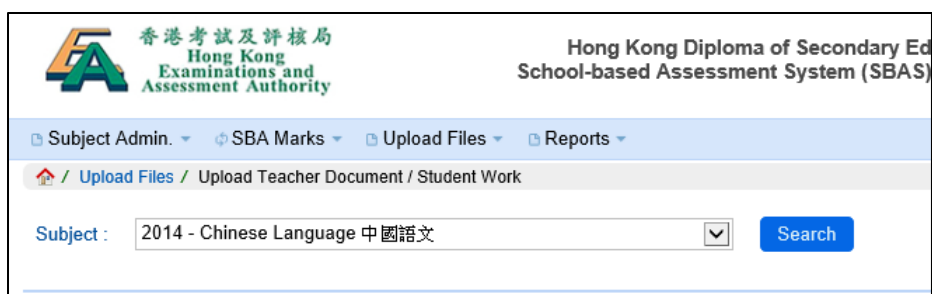 香港考試及評核局
Hong Kong
Examinations and
Assessment Authority
Hong Kong Diploma of Secondary Ed
School-based Assessment System (SBAS)
Subject Admin. SBA Marks Upload Files Reports
/ Upload Files / Upload Teacher Document / Student Work
Subject : 2014 - Chinese Language 中國語文 Search